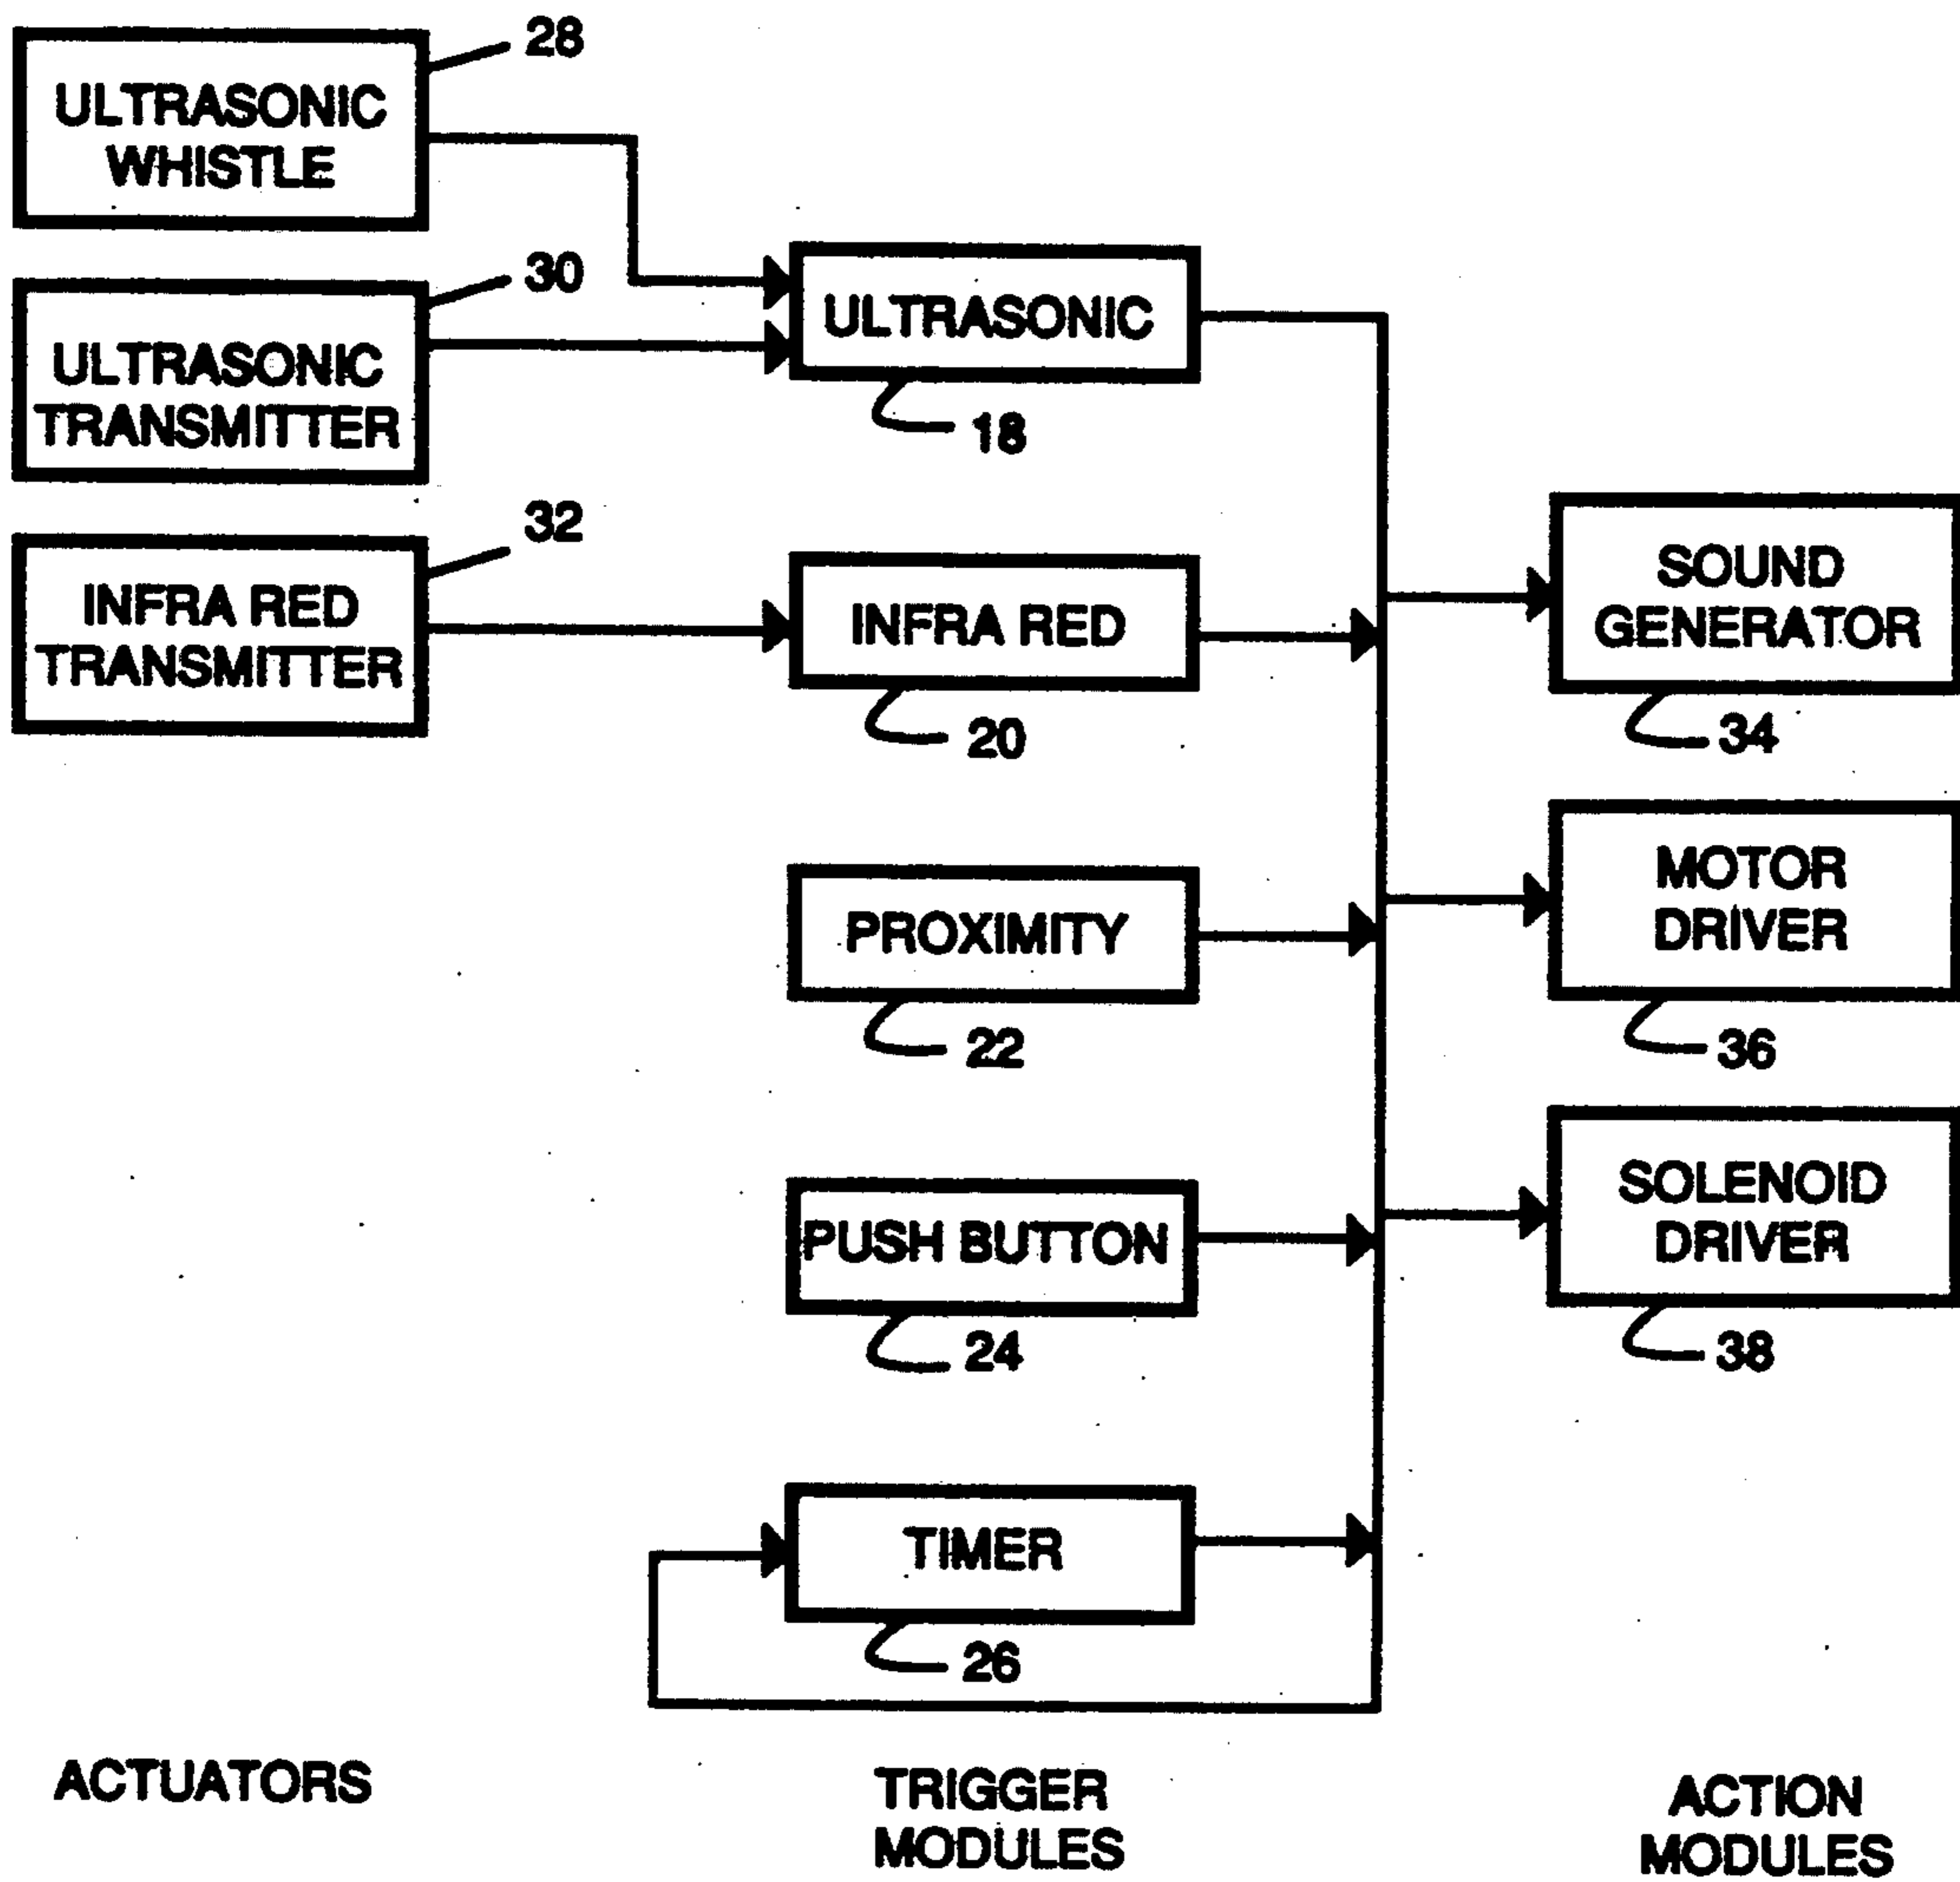 28
ULTRASONIC
WHISTLE
30
ULTRASONIC
TRANSMITTER
32
INFRA RED
TRANSMITTER
ULTRASONIC
18
INFRA RED
20
PROXIMITY
22
PUSH BUTTON
24
TIMER
26
SOUND
GENERATOR
34
MOTOR
DRIVER
36
SOLENOID
DRIVER
38
ACTUATORS
TRIGGER
MODULES
ACTION
MODULES